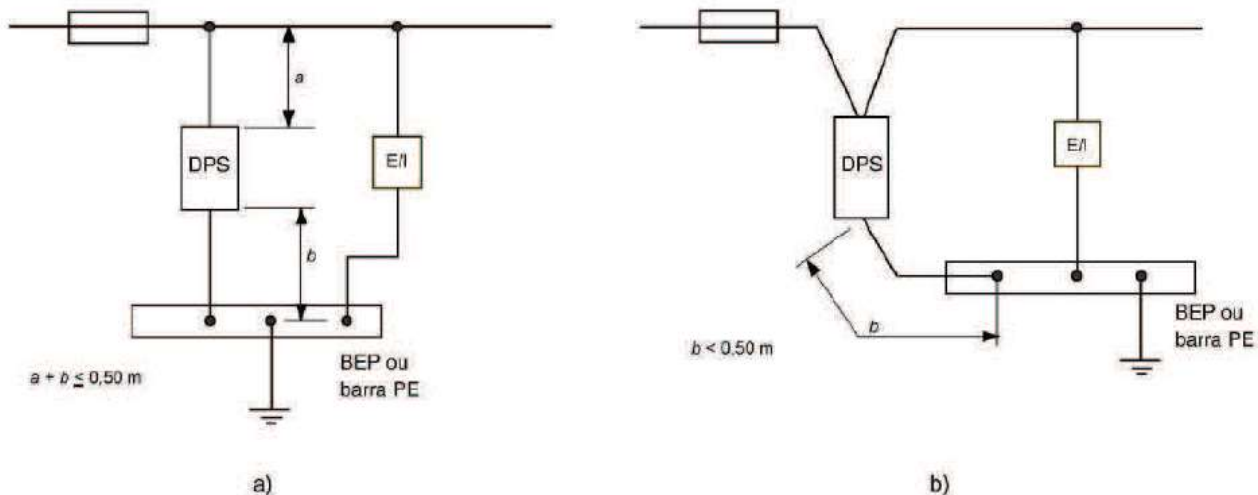 a
DPS
E/I
b
BEP ou
barra PE
a + b ≤ 0,50 m
a)
DPS
E/I
b
BEP ou
barra PE
b < 0,50 m
b)